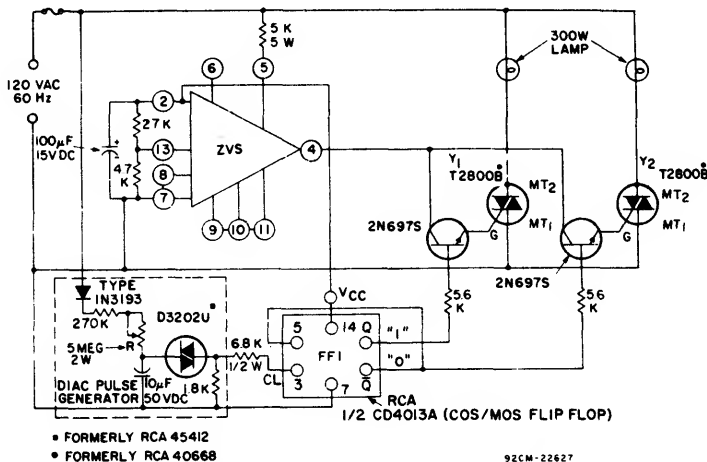 5 K
5 W
300W
LAMP
120 VAC
60 Hz
6
5
2
27 K
ZVS
100µF
15V DC
13
4
4.7
K
8
7
9
10
11
Y1
T2800B
MT2
MT1
G
2N697S
Y2
T2800B
MT2
MT1
G
2N697S
TYPE
1N3193
D3202U
270K
5 MEG
2W
R
10µF
50VDC
1.8K
DIAC PULSE
GENERATOR
6.8 K
1/2 W
CL
VCC
5
14
Q
"1"
FF1
"0"
3
7
Q̅
5.6
K
5.6
K
RCA
1/2 CD4013A (COS/MOS FLIP FLOP)
▪ FORMERLY RCA 45412
• FORMERLY RCA 40668
92CM-22627